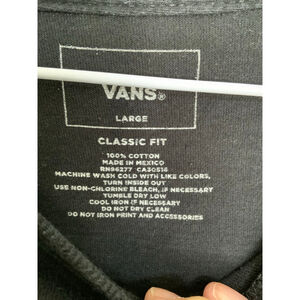 VANS®
LARGE
CLASSIC FIT
100% COTTON
MADE IN MEXICO
RN86277 CA30516
MACHINE WASH COLD WITH LIKE COLORS,
TURN INSIDE OUT
USE NON-CHLORINE BLEACH, IF NECESSARY
TUMBLE DRY LOW
COOL IRON IF NECESSARY
DO NOT DRY CLEAN
DO NOT IRON PRINT AND ACCESSORIES